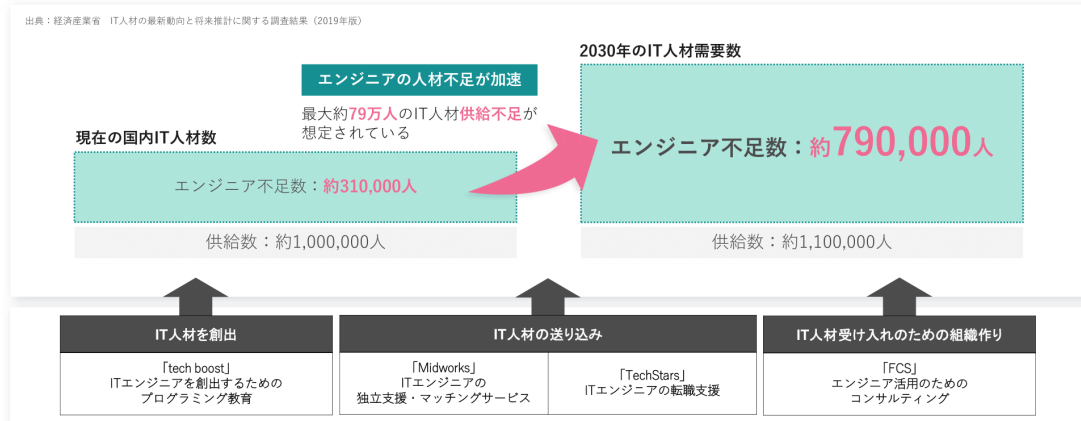 出典：経済産業省　IT人材の最新動向と将来推計に関する調査結果（2019年版）
2030年のIT人材需要数
エンジニアの人材不足が加速
最大約79万人のIT人材供給不足が
想定されている
現在の国内IT人材数
エンジニア不足数：約310,000人
エンジニア不足数：約790,000人
供給数：約1,000,000人
供給数：約1,100,000人
IT人材を創出
「tech boost」
ITエンジニアを創出するための
プログラミング教育
IT人材の送り込み
「Midworks」
ITエンジニアの
独立支援・マッチングサービス
「TechStars」
ITエンジニアの転職支援
IT人材受け入れのための組織作り
「FCS」
エンジニア活用のための
コンサルティング